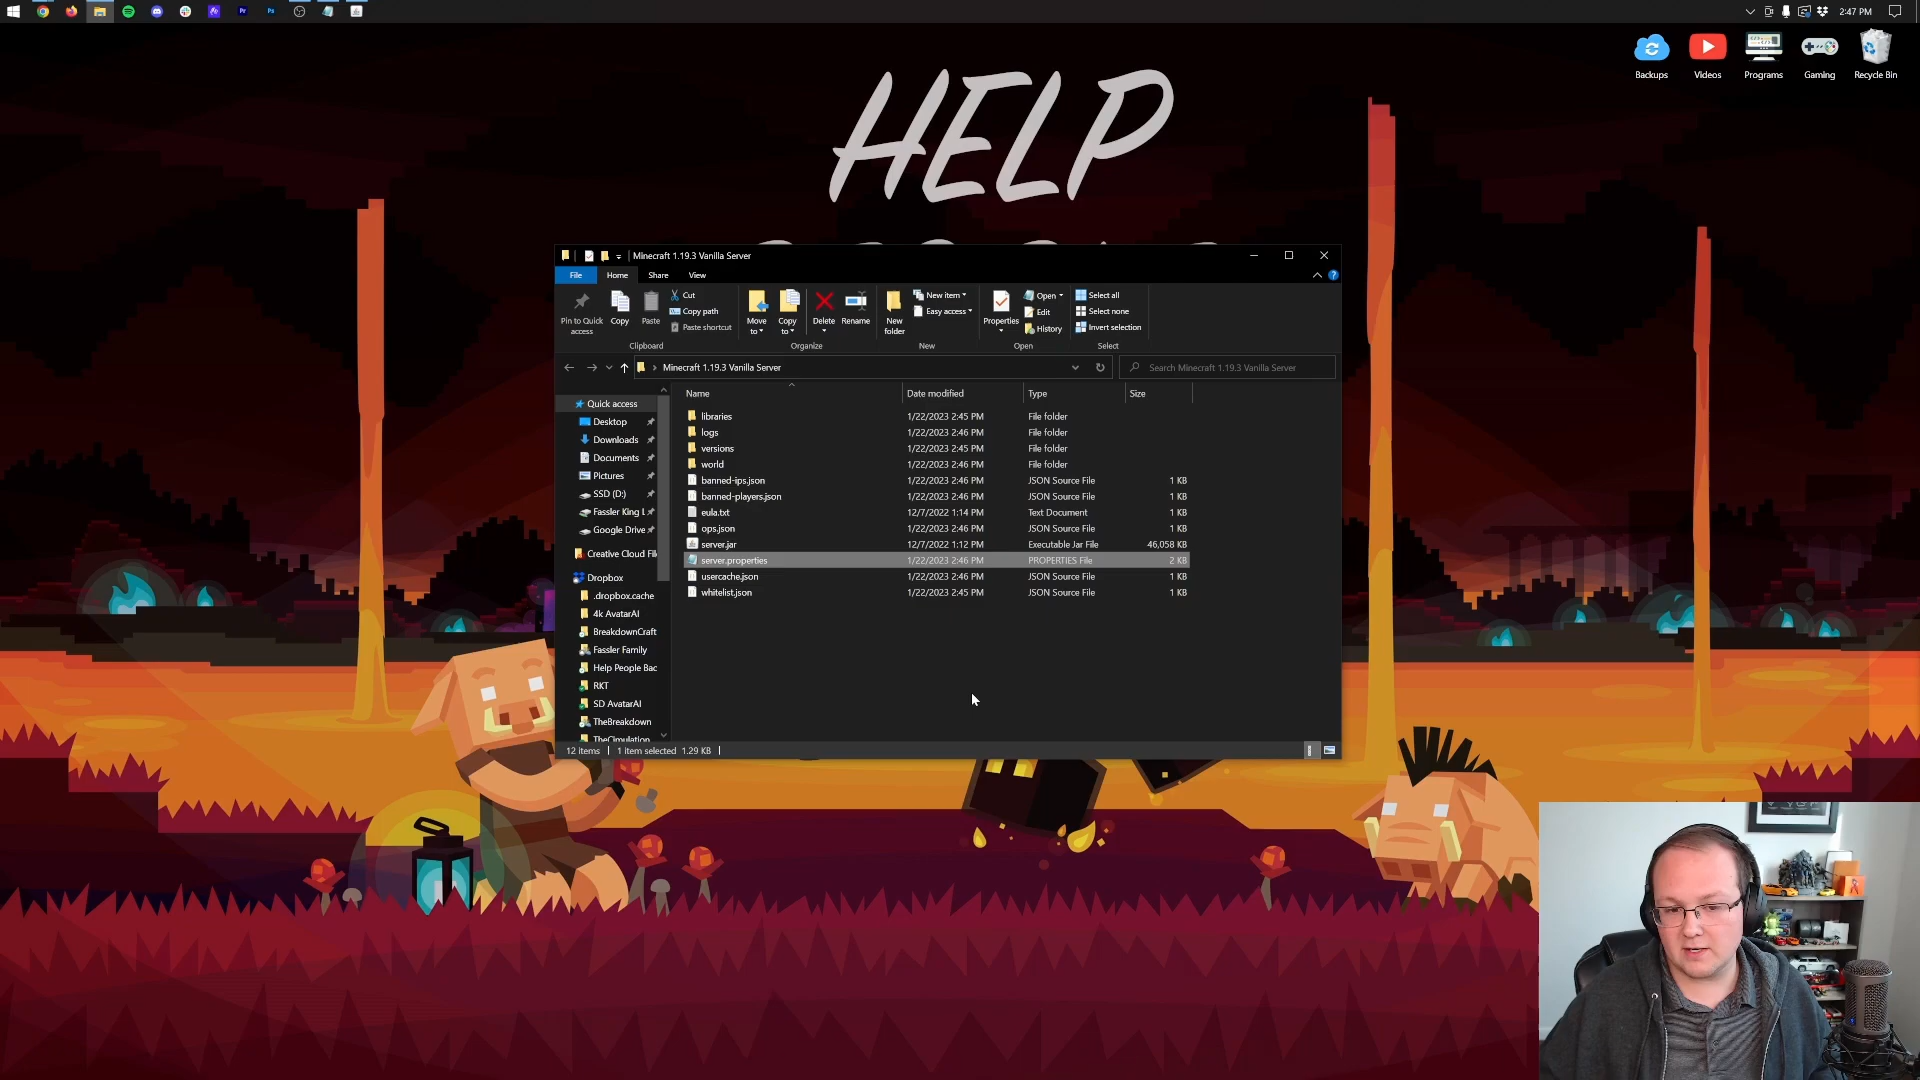 2:47 PM
Backups
Videos
Programs
Gaming
Recycle Bin
HELP
Minecraft 1.19.3 Vanilla Server
File
Home
Share
View
Pin to Quick access
Copy
Paste
Cut
Copy path
Paste shortcut
Clipboard
Move to
Copy to
Delete
Rename
Organize
New folder
New item
Easy access
New
Properties
Open
Edit
History
Open
Select all
Select none
Invert selection
Select
Minecraft 1.19.3 Vanilla Server
Search Minecraft 1.19.3 Vanilla Server
Quick access
Desktop
Downloads
Documents
Pictures
SSD (D:)
Fassler King L
Google Drive
Creative Cloud Fil
Dropbox
.dropbox.cache
4k AvatarAI
BreakdownCraft
Fassler Family
Help People Bac
RKT
SD AvatarAI
TheBreakdown
TheCimulation
Name Date modified Type Size
libraries 1/22/2023 2:45 PM File folder
logs 1/22/2023 2:46 PM File folder
versions 1/22/2023 2:45 PM File folder
world 1/22/2023 2:46 PM File folder
banned-ips.json 1/22/2023 2:46 PM JSON Source File 1 KB
banned-players.json 1/22/2023 2:46 PM JSON Source File 1 KB
eula.txt 12/7/2022 1:14 PM Text Document 1 KB
ops.json 1/22/2023 2:46 PM JSON Source File 1 KB
server.jar 12/7/2022 1:12 PM Executable Jar File 46,058 KB
server.properties 1/22/2023 2:46 PM PROPERTIES File 2 KB
usercache.json 1/22/2023 2:46 PM JSON Source File 1 KB
whitelist.json 1/22/2023 2:45 PM JSON Source File 1 KB
12 items
1 item selected 1.29 KB